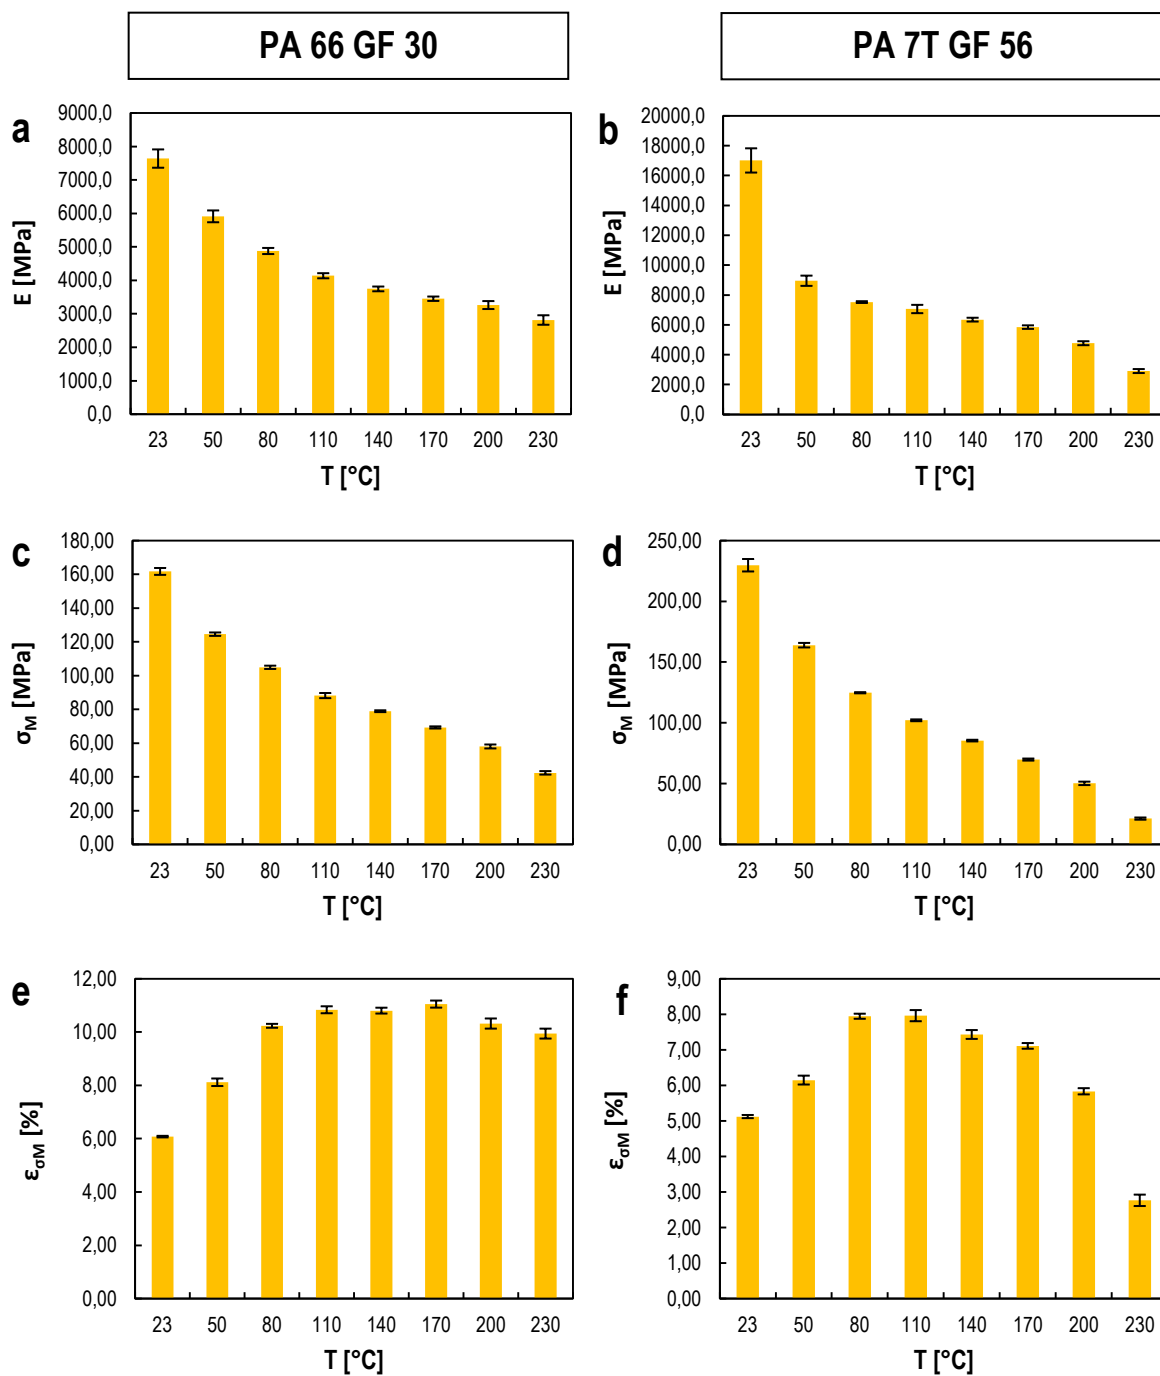 PA 66 GF 30
PA 7T GF 56
a
E [MPa]
9000,0
8000,0
7000,0
6000,0
5000,0
4000,0
3000,0
2000,0
1000,0
0,0
23 50 80 110 140 170 200 230
T [°C]
b
E [MPa]
20000,0
18000,0
16000,0
14000,0
12000,0
10000,0
8000,0
6000,0
4000,0
2000,0
0,0
23 50 80 110 140 170 200 230
T [°C]
c
σM [MPa]
180,00
160,00
140,00
120,00
100,00
80,00
60,00
40,00
20,00
0,00
23 50 80 110 140 170 200 230
T [°C]
d
σM [MPa]
250,00
200,00
150,00
100,00
50,00
0,00
23 50 80 110 140 170 200 230
T [°C]
e
εσM [%]
12,00
10,00
8,00
6,00
4,00
2,00
0,00
23 50 80 110 140 170 200 230
T [°C]
f
εσM [%]
9,00
8,00
7,00
6,00
5,00
4,00
3,00
2,00
1,00
0,00
23 50 80 110 140 170 200 230
T [°C]